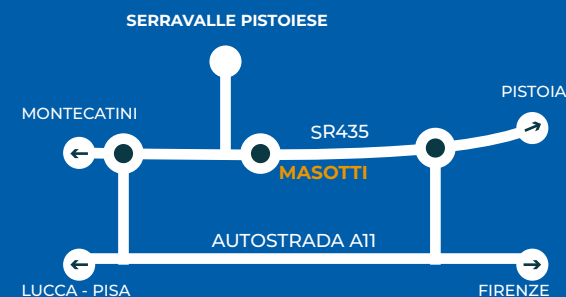 SERRAVALLE PISTOIESE
PISTOIA
MONTECATINI
SR435
MASOTTI
AUTOSTRADA A11
LUCCA - PISA
FIRENZE